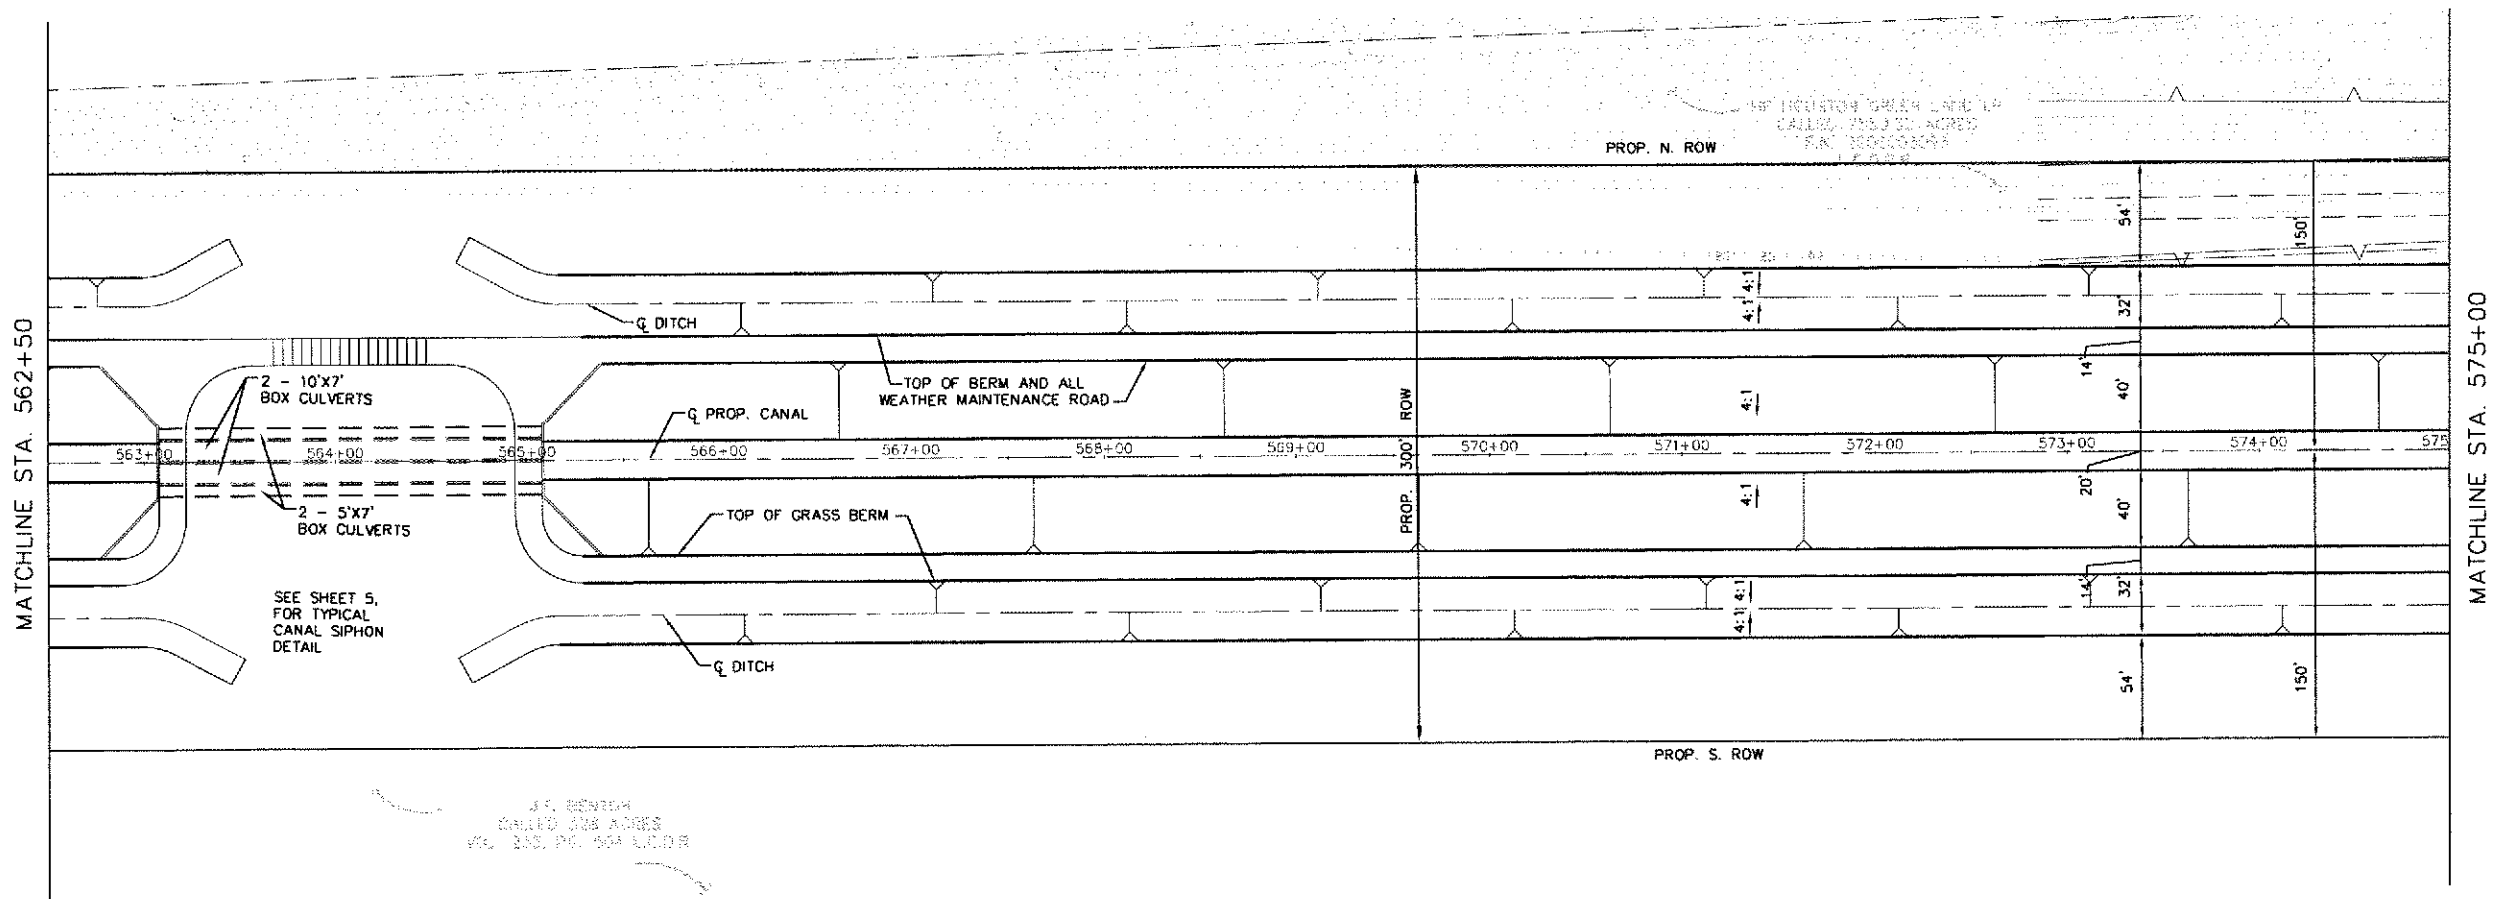 MATCHLINE STA. 562+50
MATCHLINE STA. 575+00
PROP. N. ROW
54'
150'
4:1
4:1
32'
℄ DITCH
14'
2 - 10'X7'
BOX CULVERTS
TOP OF BERM AND ALL
WEATHER MAINTENANCE ROAD
℄ PROP. CANAL
PROP. 300' ROW
4:1
40'
563+00
564+00
565+00
566+00
567+00
568+00
569+00
570+00
571+00
572+00
573+00
574+00
575
20'
2 - 5'X7'
BOX CULVERTS
TOP OF GRASS BERM
4:1
40'
14'
4:1
4:1
32'
SEE SHEET 5,
FOR TYPICAL
CANAL SIPHON
DETAIL
℄ DITCH
54'
150'
PROP. S. ROW
ACRES